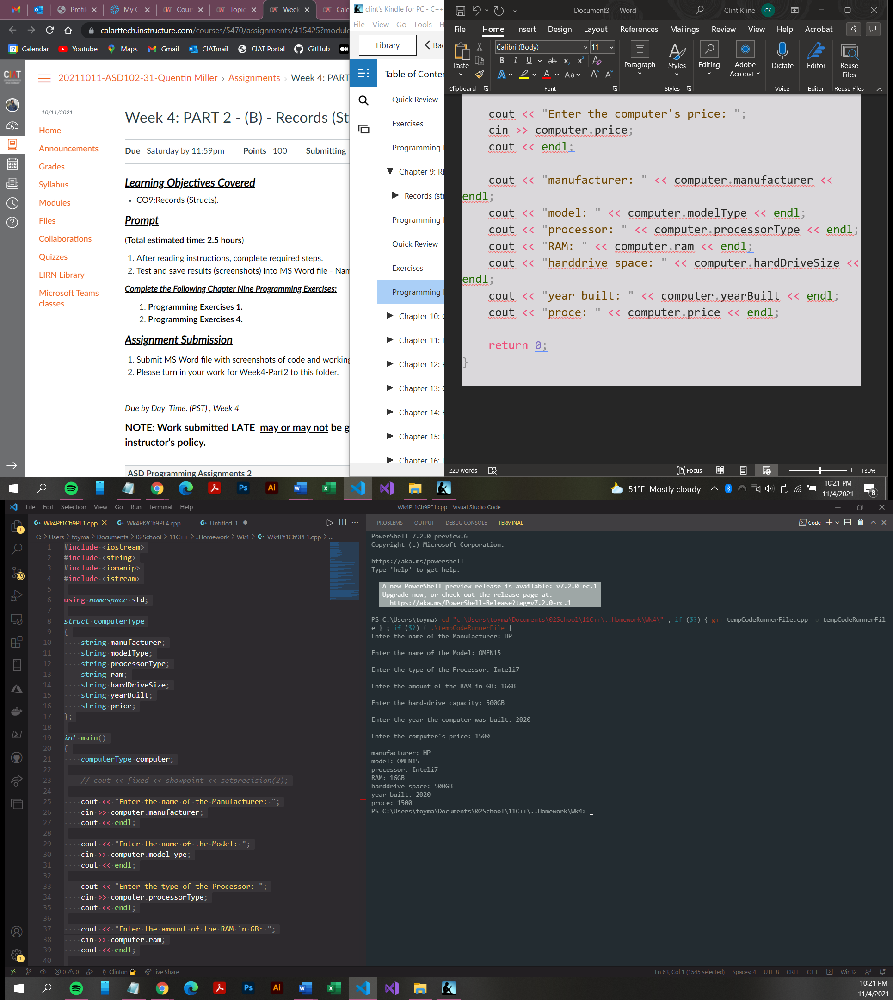 Profil
My C
Cours
Topic
Week
Cale
calarttech.instructure.com/courses/5470/assignments/415425?module
Calendar
Youtube
Maps
Gmail
CIATmail
CIAT Portal
GitHub
CIAT
20211011-ASD102-31-Quentin Miller > Assignments > Week 4: PART
10/11/2021
Home
Announcements
Grades
Syllabus
Modules
Files
Collaborations
Quizzes
LIRN Library
Microsoft Teams
classes
Week 4: PART 2 - (B) - Records (St
Due Saturday by 11:59pm Points 100 Submitting
Learning Objectives Covered
• CO9:Records (Structs).
Prompt
(Total estimated time: 2.5 hours)
1. After reading instructions, complete required steps.
2. Test and save results (screenshots) into MS Word file - Nam
Complete the Following Chapter Nine Programming Exercises:
1. Programming Exercises 1.
2. Programming Exercises 4.
Assignment Submission
1. Submit MS Word file with screenshots of code and working
2. Please turn in your work for Week4-Part2 to this folder.
Due by Day Time. (PST) , Week 4
NOTE: Work submitted LATE may or may not be g
instructor's policy.
ASD Programming Assignments 2
clint's Kindle for PC - C++
File View Go Tools H
Library
Bac
Table of Conter
Quick Review
Exercises
Programming
Chapter 9: R
Records (str
Programming
Quick Review
Exercises
Programming
Chapter 10: C
Chapter 11: I
Chapter 12: P
Chapter 13: O
Chapter 14: E
Chapter 15: R
Chapter 16: L
Document3 - Word
Clint Kline CK
File Home Insert Design Layout References Mailings Review View Help Acrobat
Calibri (Body) 11
Paste
B I U ab x₂ x²
A A Aa A A
Paragraph
Styles
Editing
Adobe
Acrobat
Dictate
Editor
Reuse
Files
Clipboard Font Styles Voice Editor Reuse Files
cout << "Enter the computer's price: ";
cin >> computer.price;
cout << endl;
cout << "manufacturer: " << computer.manufacturer <<
endl;
cout << "model: " << computer.modelType << endl;
cout << "processor: " << computer.processorType << endl;
cout << "RAM: " << computer.ram << endl;
cout << "harddrive space: " << computer.hardDriveSize <<
endl;
cout << "year built: " << computer.yearBuilt << endl;
cout << "proce: " << computer.price << endl;
return 0;
}
220 words
Focus
130%
Ps Ai
51°F Mostly cloudy
10:21 PM
11/4/2021
8
File Edit Selection View Go Run Terminal Help
Wk4Pt1Ch9PE1.cpp - Visual Studio Code
Wk4Pt1Ch9PE1.cpp
Wk4Pt2Ch9PE4.cpp
Untitled-1
C: > Users > toyma > Documents > 02School > 11C++ > ..Homework > Wk4 > Wk4Pt1Ch9PE1.cpp > ...
1 #include <iostream>
2 #include <string>
3 #include <iomanip>
4 #include <istream>
5
6 using namespace std;
7
8 struct computerType
9 {
10 string manufacturer;
11 string modelType;
12 string processorType;
13 string ram;
14 string hardDriveSize;
15 string yearBuilt;
16 string price;
17 };
18
19 int main()
20 {
21 computerType computer;
22
23 // cout << fixed << showpoint << setprecision(2);
24
25 cout << "Enter the name of the Manufacturer: ";
26 cin >> computer.manufacturer;
27 cout << endl;
28
29 cout << "Enter the name of the Model: ";
30 cin >> computer.modelType;
31 cout << endl;
32
33 cout << "Enter the type of the Processor: ";
34 cin >> computer.processorType;
35 cout << endl;
36
37 cout << "Enter the amount of the RAM in GB: ";
38 cin >> computer.ram;
39 cout << endl;
40
PROBLEMS OUTPUT DEBUG CONSOLE TERMINAL
Code
PowerShell 7.2.0-preview.6
Copyright (c) Microsoft Corporation.
https://aka.ms/powershell
Type 'help' to get help.
A new PowerShell preview release is available: v7.2.0-rc.1
Upgrade now, or check out the release page at:
https://aka.ms/PowerShell-Release?tag=v7.2.0-rc.1
PS C:\Users\toyma> cd "c:\Users\toyma\Documents\02School\11C++\..Homework\Wk4\" ; if ($?) { g++ tempCodeRunnerFile.cpp -o tempCodeRunnerFil
e } ; if ($?) { .\tempCodeRunnerFile }
Enter the name of the Manufacturer: HP
Enter the name of the Model: OMEN15
Enter the type of the Processor: Inteli7
Enter the amount of the RAM in GB: 16GB
Enter the hard-drive capacity: 500GB
Enter the year the computer was built: 2020
Enter the computer's price: 1500
manufacturer: HP
model: OMEN15
processor: Inteli7
RAM: 16GB
harddrive space: 500GB
year built: 2020
proce: 1500
PS C:\Users\toyma\Documents\02School\11C++\..Homework\Wk4> _
0 0 Clinton Live Share
Ln 63, Col 1 (1545 selected) Spaces: 4 UTF-8 CRLF C++ Win32
Ps Ai
10:21 PM
11/4/2021